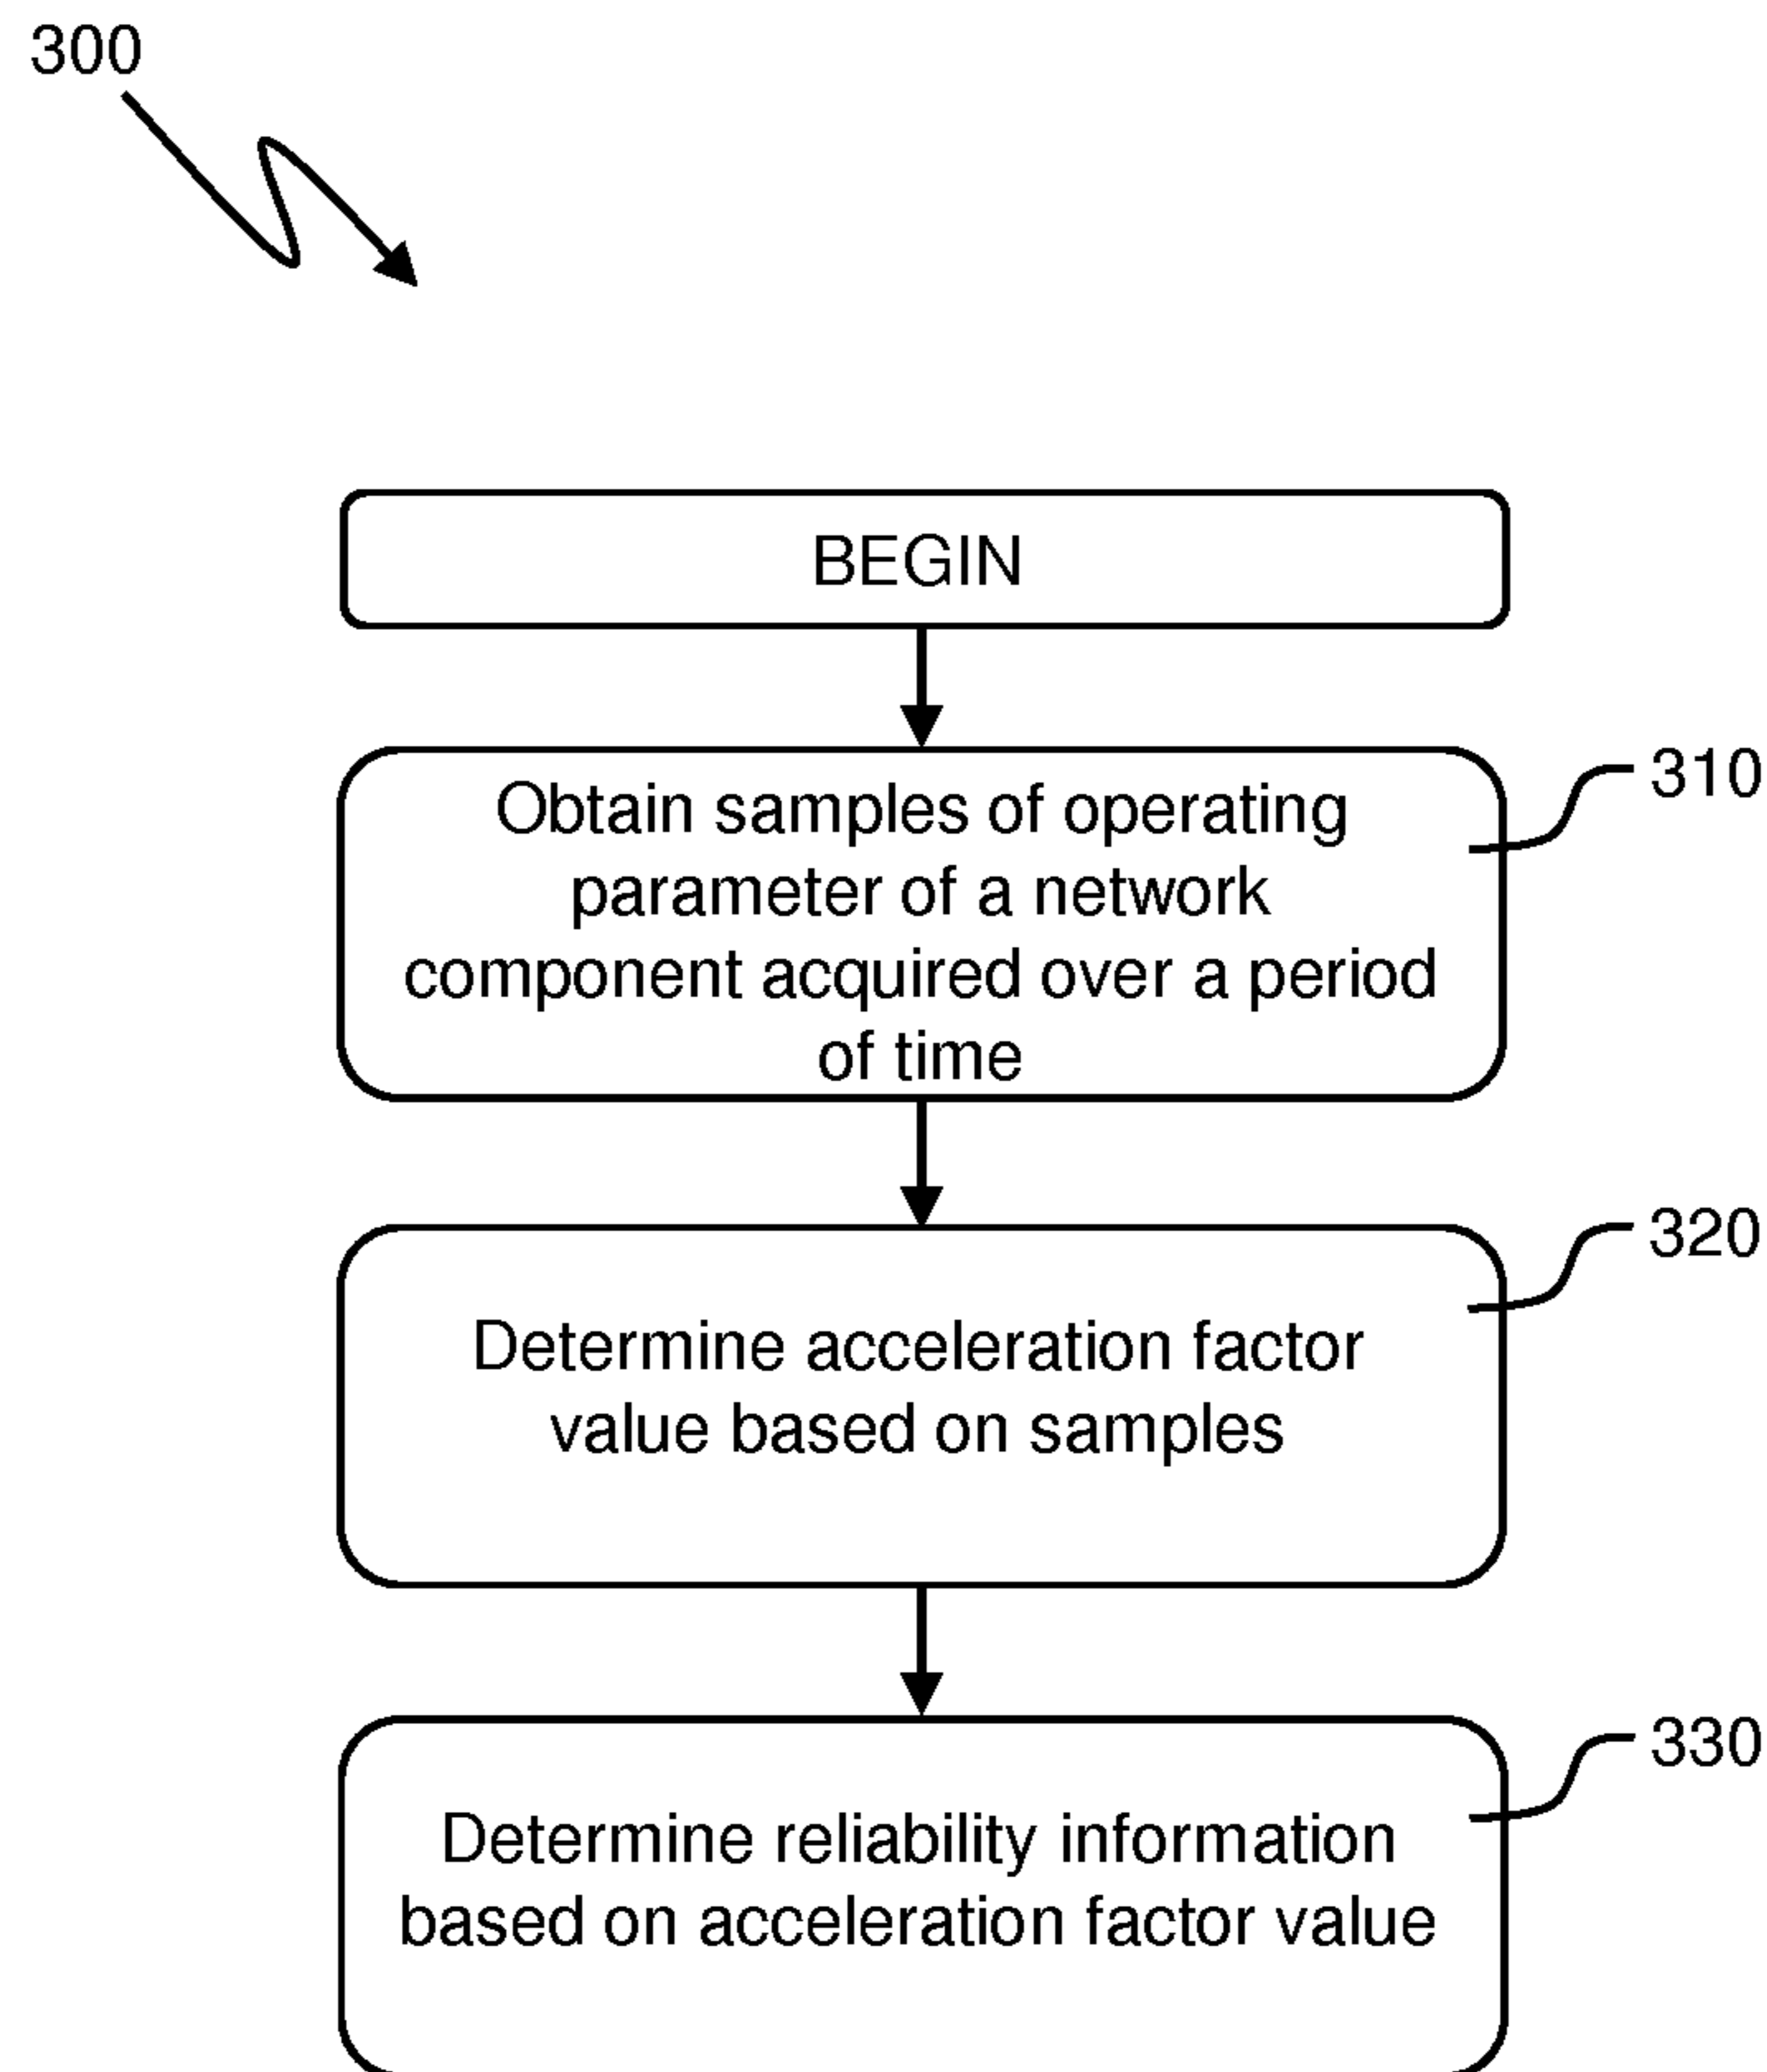 300
BEGIN
Obtain samples of operating
parameter of a network
component acquired over a period
of time
310
Determine acceleration factor
value based on samples
320
Determine reliability information
based on acceleration factor value
330